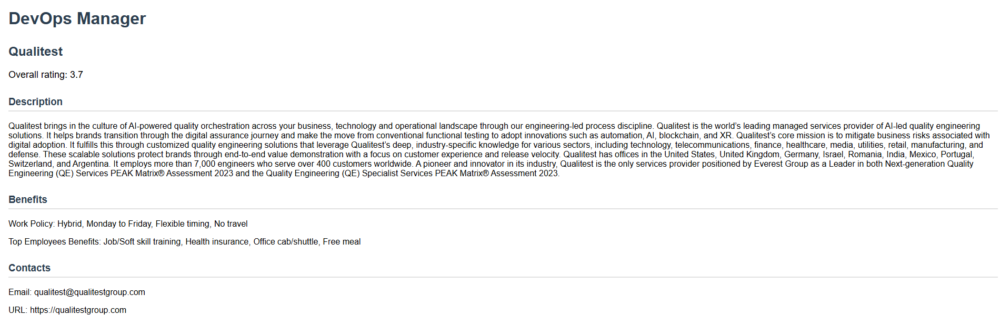 DevOps Manager
Qualitest
Overall rating: 3.7
Description
Qualitest brings in the culture of AI-powered quality orchestration across your business, technology and operational landscape through our engineering-led process discipline. Qualitest is the world’s leading managed services provider of AI-led quality engineering
solutions. It helps brands transition through the digital assurance journey and make the move from conventional functional testing to adopt innovations such as automation, AI, blockchain, and XR. Qualitest’s core mission is to mitigate business risks associated with
digital adoption. It fulfills this through customized quality engineering solutions that leverage Qualitest’s deep, industry-specific knowledge for various sectors, including technology, telecommunications, finance, healthcare, media, utilities, retail, manufacturing, and
defense. These scalable solutions protect brands through end-to-end value demonstration with a focus on customer experience and release velocity. Qualitest has offices in the United States, United Kingdom, Germany, Israel, Romania, India, Mexico, Portugal,
Switzerland, and Argentina. It employs more than 7,000 engineers who serve over 400 customers worldwide. A pioneer and innovator in its industry, Qualitest is the only services provider positioned by Everest Group as a Leader in both Next-generation Quality
Engineering (QE) Services PEAK Matrix® Assessment 2023 and the Quality Engineering (QE) Specialist Services PEAK Matrix® Assessment 2023.
Benefits
Work Policy: Hybrid, Monday to Friday, Flexible timing, No travel
Top Employees Benefits: Job/Soft skill training, Health insurance, Office cab/shuttle, Free meal
Contacts
Email: qualitest@qualitestgroup.com
URL: https://qualitestgroup.com